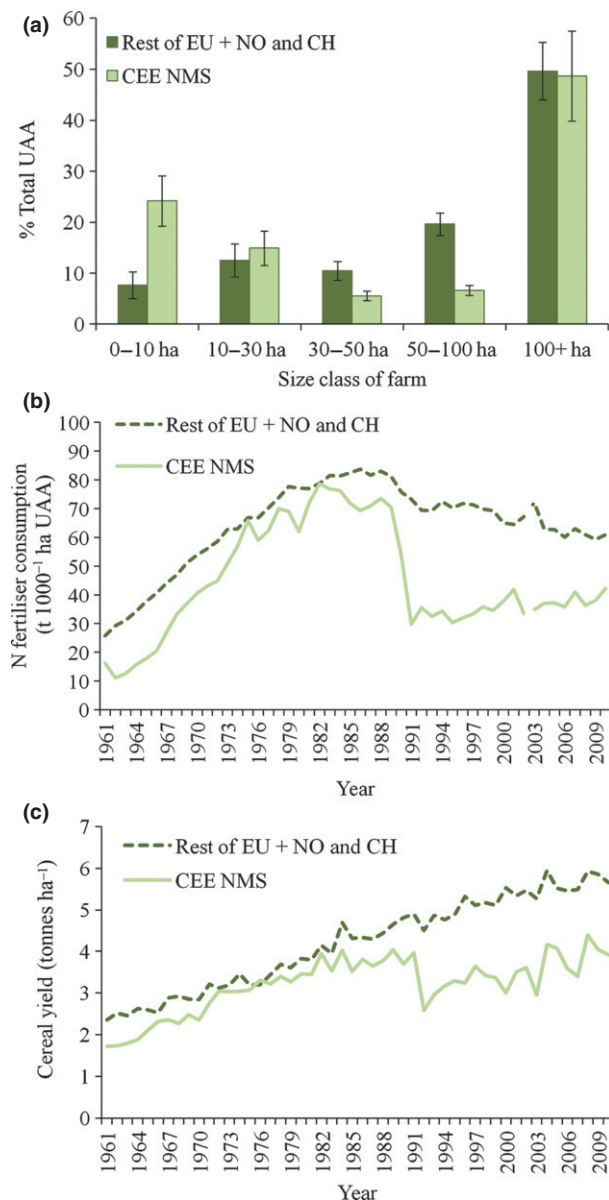 (a)
Rest of EU + NO and CH
CEE NMS
% Total UAA
60
50
40
30
20
10
0
0–10 ha 10–30 ha 30–50 ha 50–100 ha 100+ ha
Size class of farm
(b)
Rest of EU + NO and CH
CEE NMS
N fertiliser consumption
(t 1000⁻¹ ha UAA)
100
90
80
70
60
50
40
30
20
10
0
1961 1964 1967 1970 1973 1976 1979 1982 1985 1988 1991 1994 1997 2000 2003 2006 2009
Year
(c)
Rest of EU + NO and CH
CEE NMS
Cereal yield (tonnes ha⁻¹)
7
6
5
4
3
2
1
0
1961 1964 1967 1970 1973 1976 1979 1982 1985 1988 1991 1994 1997 2000 2003 2006 2009
Year